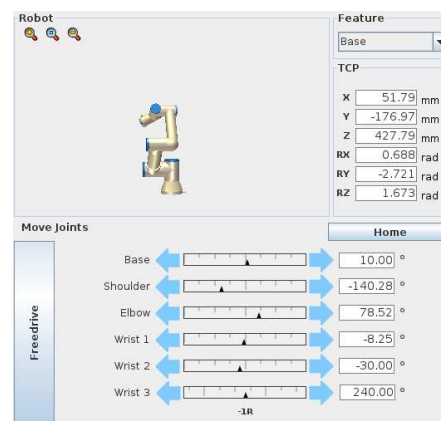 Robot
Feature
Base
TCP
X 51.79 mm
Y -176.97 mm
Z 427.79 mm
RX 0.688 rad
RY -2.721 rad
RZ 1.673 rad
Move Joints
Home
Freedrive
Base 10.00 °
Shoulder -140.28 °
Elbow 78.52 °
Wrist 1 -8.25 °
Wrist 2 -30.00 °
Wrist 3 240.00 °
-1R